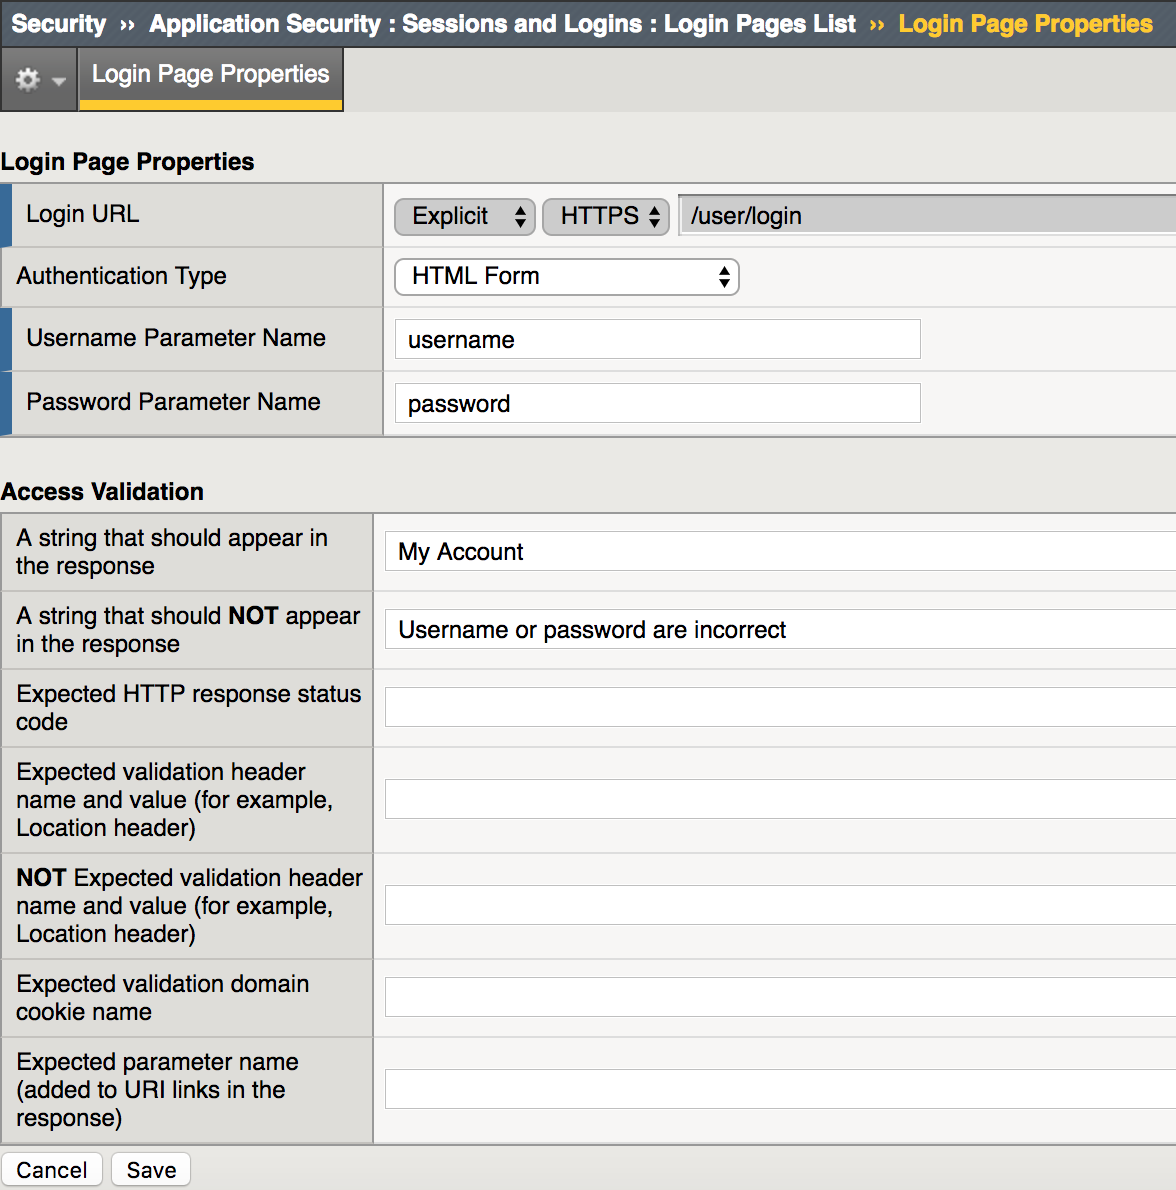 Security ›› Application Security : Sessions and Logins : Login Pages List ›› Login Page Properties
Login Page Properties
Login Page Properties
Login URL Explicit HTTPS /user/login
Authentication Type HTML Form
Username Parameter Name username
Password Parameter Name password
Access Validation
A string that should appear in
the response
My Account
A string that should NOT appear
in the response
Username or password are incorrect
Expected HTTP response status
code
Expected validation header
name and value (for example,
Location header)
NOT Expected validation header
name and value (for example,
Location header)
Expected validation domain
cookie name
Expected parameter name
(added to URI links in the
response)
Cancel Save